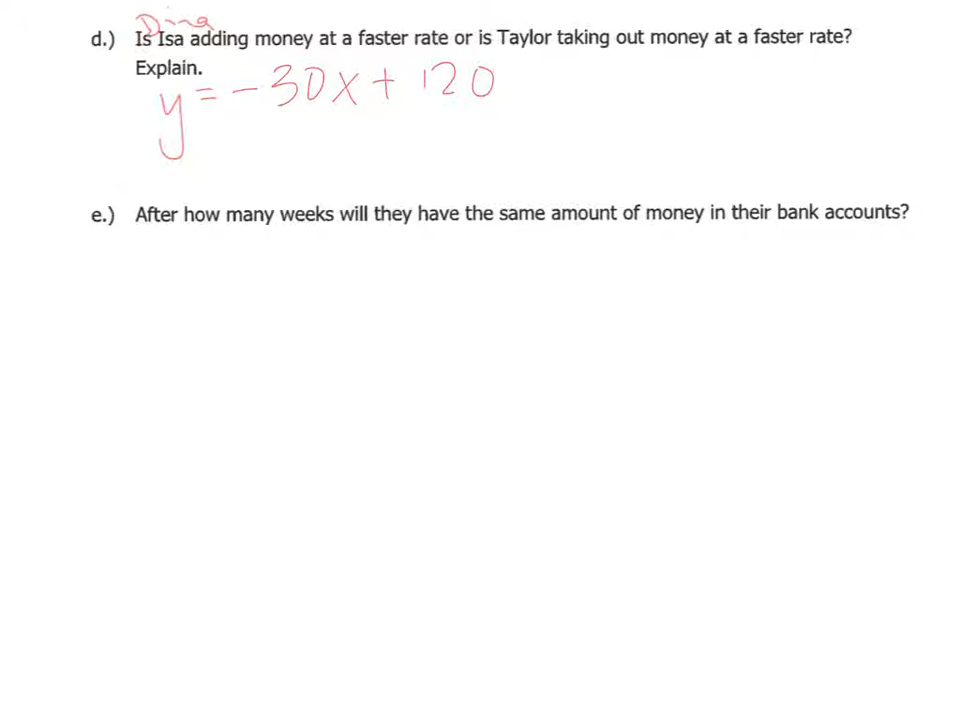 Dina
d.) Is Isa adding money at a faster rate or is Taylor taking out money at a faster rate?
Explain.
y = -30x + 120
e.) After how many weeks will they have the same amount of money in their bank accounts?